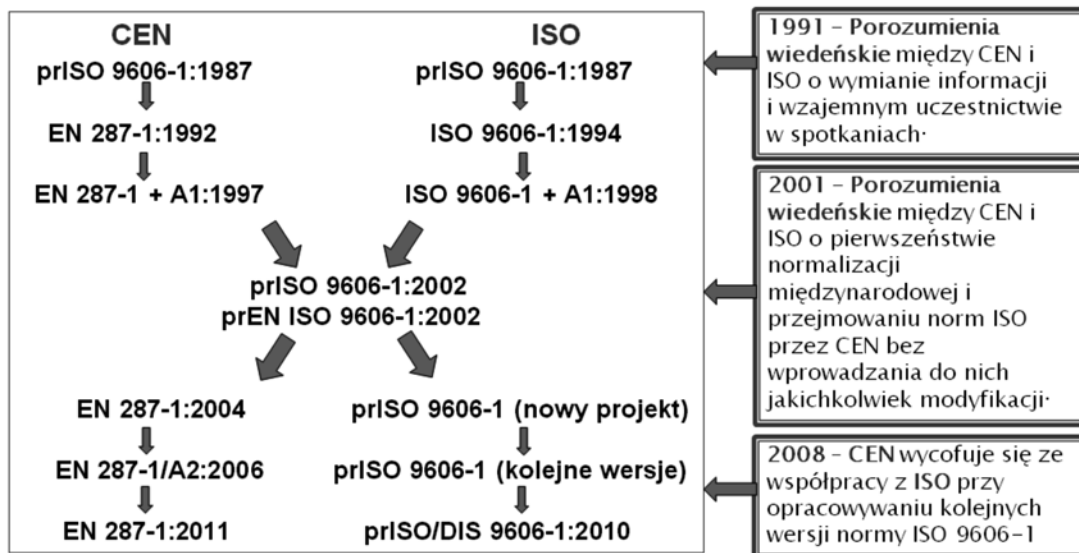 CEN
ISO
prISO 9606-1:1987
prISO 9606-1:1987
EN 287-1:1992
ISO 9606-1:1994
EN 287-1 + A1:1997
ISO 9606-1 + A1:1998
prISO 9606-1:2002
prEN ISO 9606-1:2002
EN 287-1:2004
prISO 9606-1 (nowy projekt)
EN 287-1/A2:2006
prISO 9606-1 (kolejne wersje)
EN 287-1:2011
prISO/DIS 9606-1:2010
1991 – Porozumienia
wiedeńskie między CEN i
ISO o wymianie informacji
i wzajemnym uczestnictwie
w spotkaniach·
2001 – Porozumienia
wiedeńskie między CEN i
ISO o pierwszeństwie
normalizacji
międzynarodowej i
przejmowaniu norm ISO
przez CEN bez
wprowadzania do nich
jakichkolwiek modyfikacji·
2008 – CEN wycofuje się ze
współpracy z ISO przy
opracowywaniu kolejnych
wersji normy ISO 9606–1